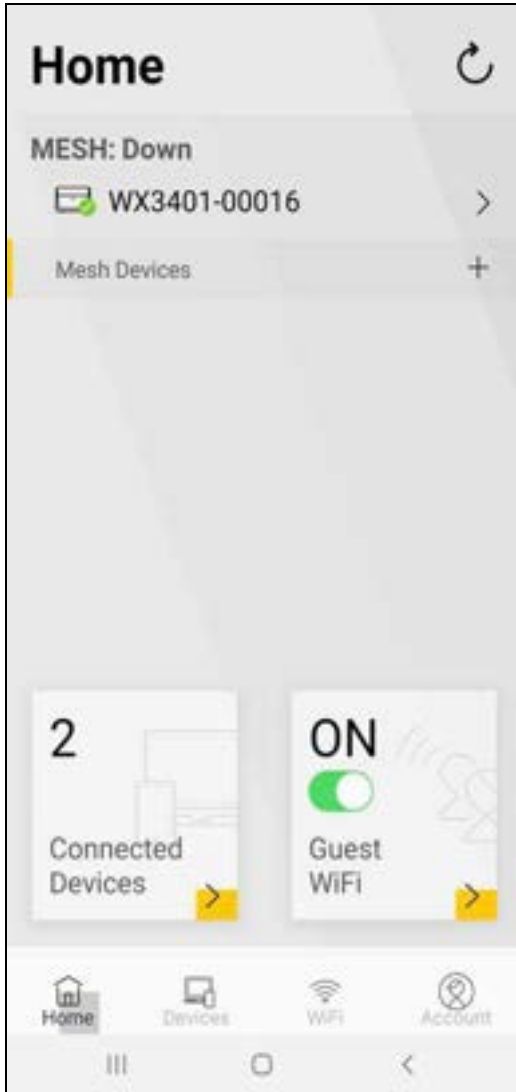 Home
MESH: Down
WX3401-00016
Mesh Devices
2
Connected
Devices
ON
Guest
WiFi
Home
Devices
WiFi
Account